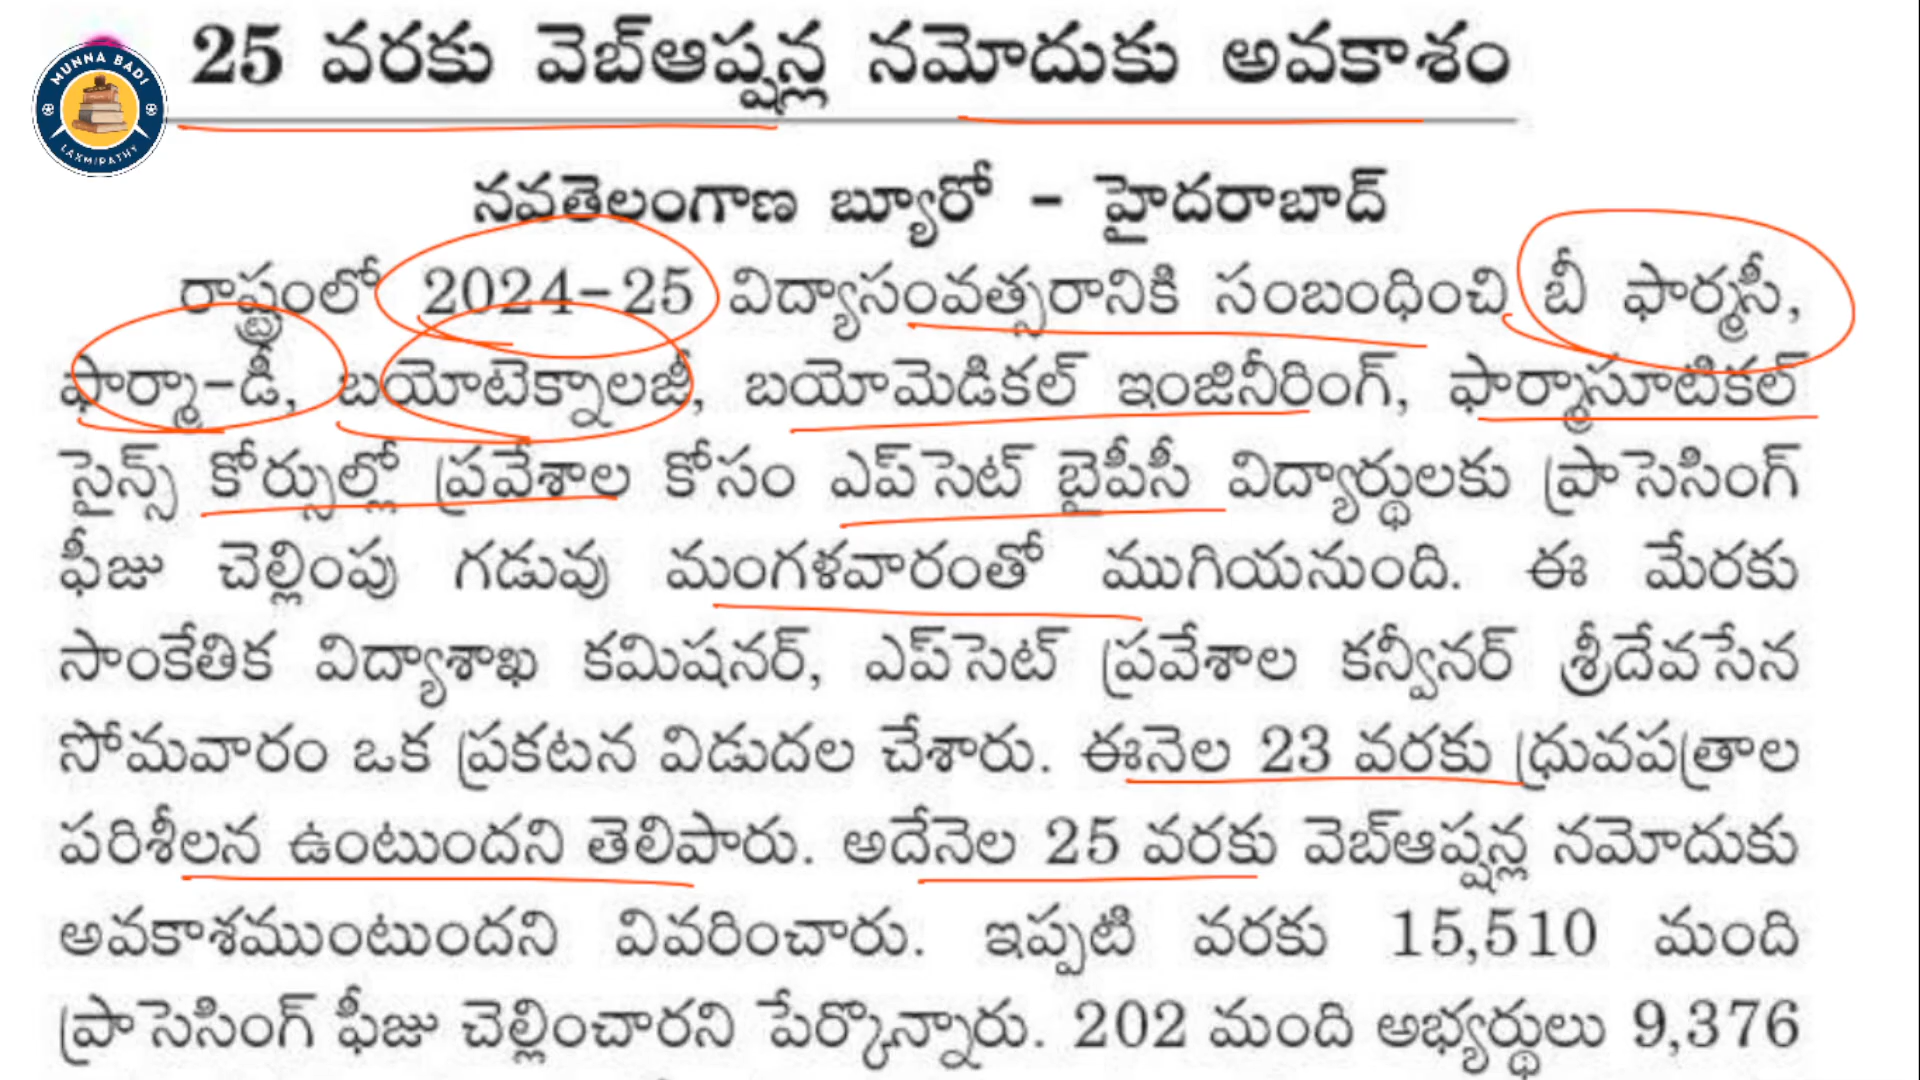 MUNNA BADI
LAXMIPATHY
25 వరకు వెబ్ఆప్షన్ల నమోదుకు అవకాశం
నవతెలంగాణ బ్యూరో - హైదరాబాద్
రాష్ట్రంలో 2024-25 విద్యాసంవత్సరానికి సంబంధించి బీ ఫార్మసీ,
ఫార్మా-డీ, బయోటెక్నాలజీ, బయోమెడికల్ ఇంజినీరింగ్, ఫార్మాసూటికల్
సైన్స్ కోర్సుల్లో ప్రవేశాల కోసం ఎప్‌సెట్ బైపీసీ విద్యార్థులకు ప్రాసెసింగ్
ఫీజు చెల్లింపు గడువు మంగళవారంతో ముగియనుంది. ఈ మేరకు
సాంకేతిక విద్యాశాఖ కమిషనర్, ఎప్‌సెట్ ప్రవేశాల కన్వీనర్ శ్రీదేవసేన
సోమవారం ఒక ప్రకటన విడుదల చేశారు. ఈనెల 23 వరకు ధ్రువపత్రాల
పరిశీలన ఉంటుందని తెలిపారు. అదేనెల 25 వరకు వెబ్ఆప్షన్ల నమోదుకు
అవకాశముంటుందని వివరించారు. ఇప్పటి వరకు 15,510 మంది
ప్రాసెసింగ్ ఫీజు చెల్లించారని పేర్కొన్నారు. 202 మంది అభ్యర్థులు 9,376